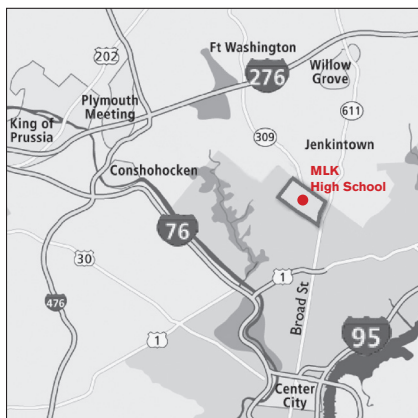 Ft Washington
Willow
Grove
202
276
Plymouth
Meeting
611
King of
Prussia
309
Jenkintown
Conshohocken
MLK
High School
76
30
1
476
Broad St
1
95
Center
City